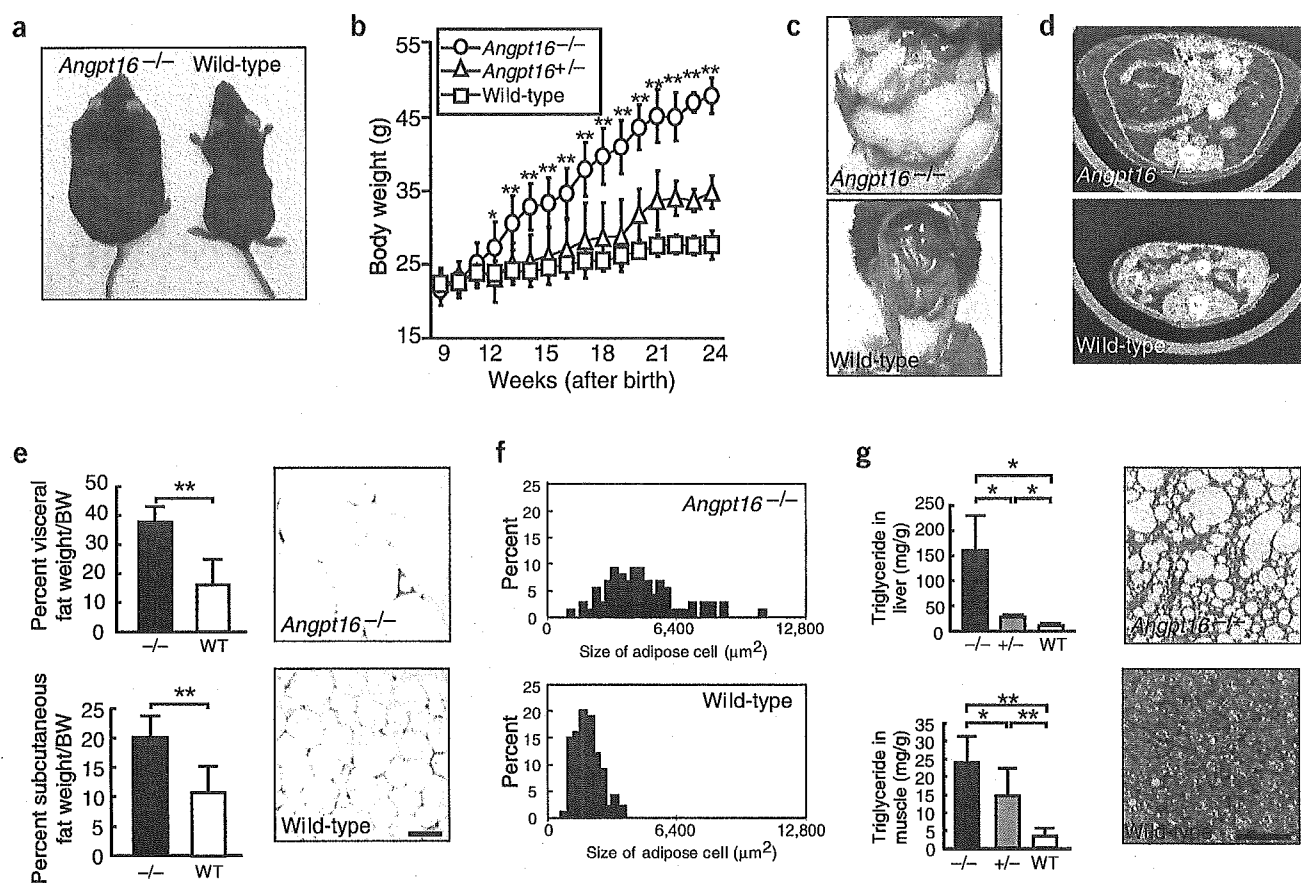 a
Angpt16−/− Wild-type
b
Angpt16−/−
Angpt16+/−
Wild-type
55
45
35
25
15
Body weight (g)
* ** ** ** ** ** ** ** ** ** ** ** **
9 12 15 18 21 24
Weeks (after birth)
c
Angpt16−/−
Wild-type
d
Angpt16−/−
Wild-type
e
Percent visceral
fat weight/BW
50
40
30
20
10
0
**
−/− WT
Angpt16−/−
Percent subcutaneous
fat weight/BW
25
20
15
10
5
0
**
−/− WT
Wild-type
f
Angpt16−/−
Percent
25
20
15
10
5
0
0 6,400 12,800
Size of adipose cell (μm2)
Wild-type
Percent
25
20
15
10
5
0
0 6,400 12,800
Size of adipose cell (μm2)
g
Triglyceride in
liver (mg/g)
250
200
150
100
50
0
*
* *
−/− +/− WT
Angpt16−/−
Triglyceride in
muscle (mg/g)
35
30
25
20
15
10
5
0
**
* **
−/− +/− WT
Wild-type